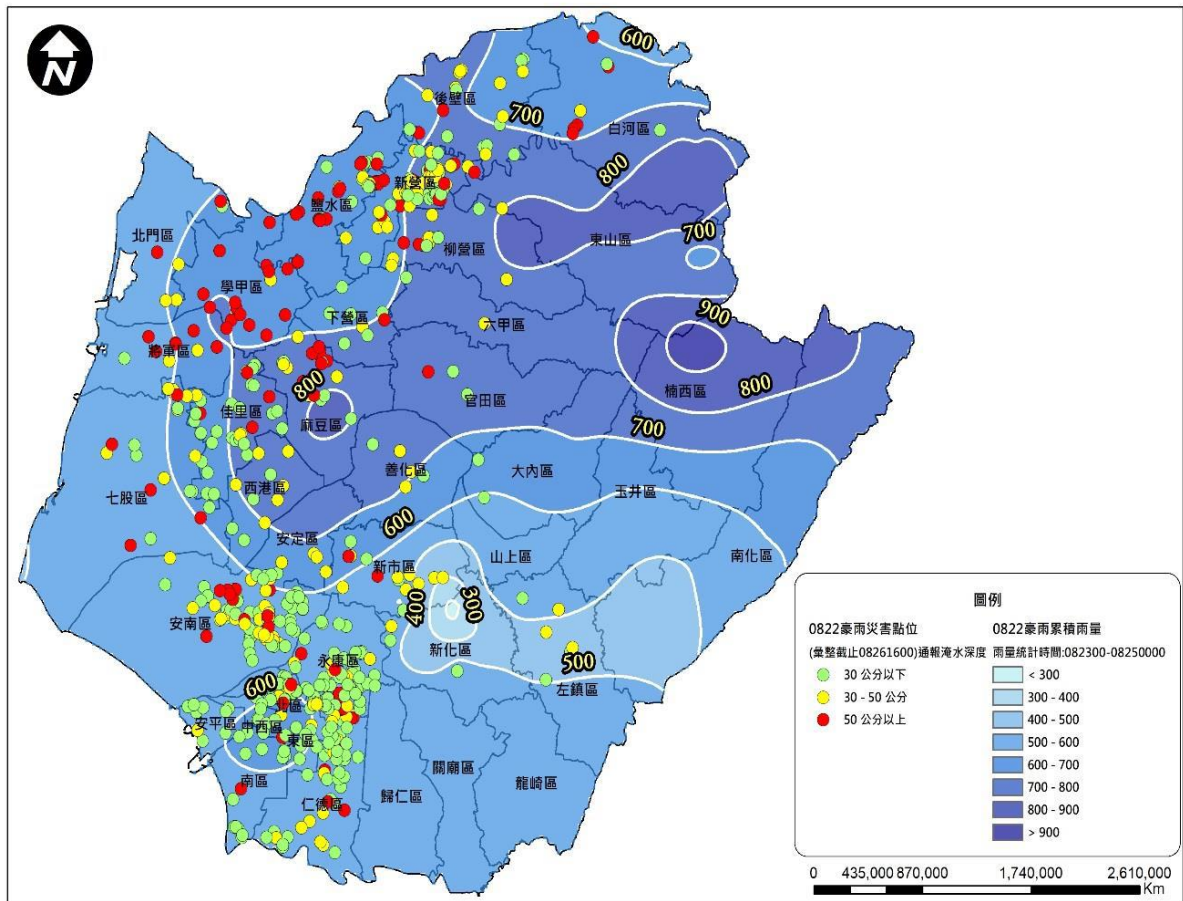 N
600
後壁區
700
白河區
800
新營區
鹽水區
北門區
柳營區
東山區
700
學甲區
下營區
六甲區
900
將軍區
800
楠西區
800
佳里區
麻豆區
官田區
700
善化區
大內區
西港區
七股區
玉井區
600
安定區
新市區
山上區
南化區
400
300
安南區
新化區
500
永康區
左鎮區
600
北區
安平區
中西區
東區
南區
關廟區
龍崎區
仁德區
歸仁區
圖例
0822豪雨災害點位
(彙整截止08261600)通報淹水深度
30 公分以下
30 - 50 公分
50 公分以上
0822豪雨累積雨量
雨量統計時間:082300-08250000
< 300
300 - 400
400 - 500
500 - 600
600 - 700
700 - 800
800 - 900
> 900
0 435,000 870,000 1,740,000 2,610,000
Km